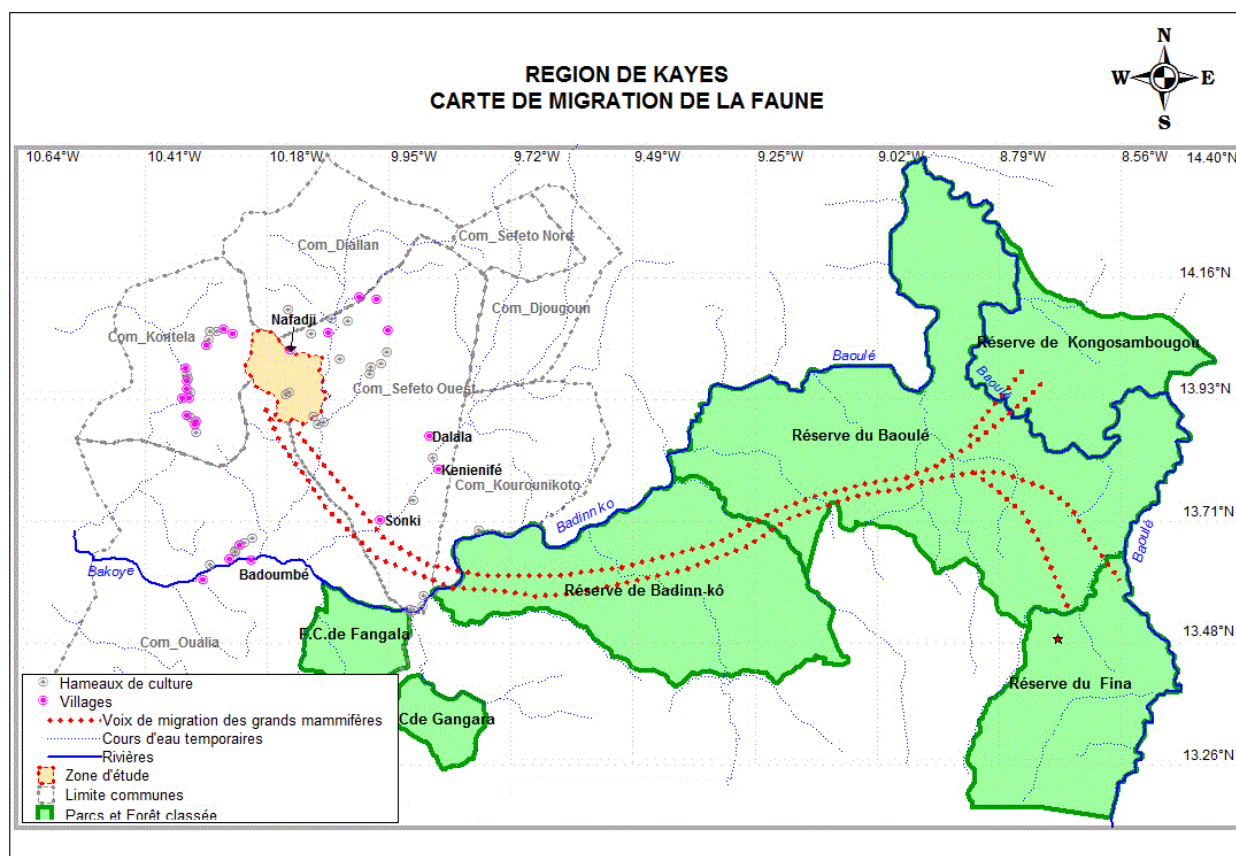 REGION DE KAYES
CARTE DE MIGRATION DE LA FAUNE
N
W E
S
10.64°W 10.41°W 10.18°W 9.95°W 9.72°W 9.49°W 9.25°W 9.02°W 8.79°W 8.56°W 14.40°N
Com_Diallan
Com_Sefeto Nord
14.16°N
Com_Djougoun
Nafadji
Com_Kontela
Réserve de Kongosambougou
Baoulé
Com_Sefeto Ouest
Baoulé
13.93°N
Dalala
Réserve du Baoulé
Kenienifé
Com_Kourounikoto
Sonki
Badinn ko
13.71°N
Baoulé
Bakoye
Badoumbé
Réserve de Badinn-kô
F.C.de Fangala
Com_Oualia
13.48°N
Hameaux de culture
Réserve du Fina
Villages
Voix de migration des grands mammifères
C de Gangara
Cours d'eau temporaires
Rivières
13.26°N
Zone d'étude
Limite communes
Parcs et Forêt classée